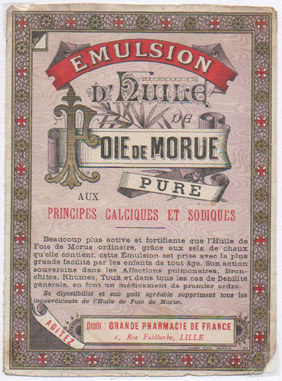 EMULSION
D'HUILE
DE
FOIE DE MORUE
PURE
AUX
PRINCIPES CALCIQUES ET SODIQUES
Beaucoup plus active et fortifiante que l'Huile de
Foie de Morue ordinaire, grâce aux sels de chaux
qu'elle contient, cette Emulsion est prise avec la plus
grande facilité par les enfants de tout âge. Son action
souveraine dans les Affections pulmonaires, Bron-
chites, Rhumes, Toux et dans tous les cas de Débilité
générale, en font un médicament de premier ordre.
Sa digestibilité et son goût agréable suppriment tous les
inconvénients de l'Huile de Foie de Morue.
AGITEZ
Dépôt: GRANDE PHARMACIE DE FRANCE
1, Rue Faidherbe, LILLE